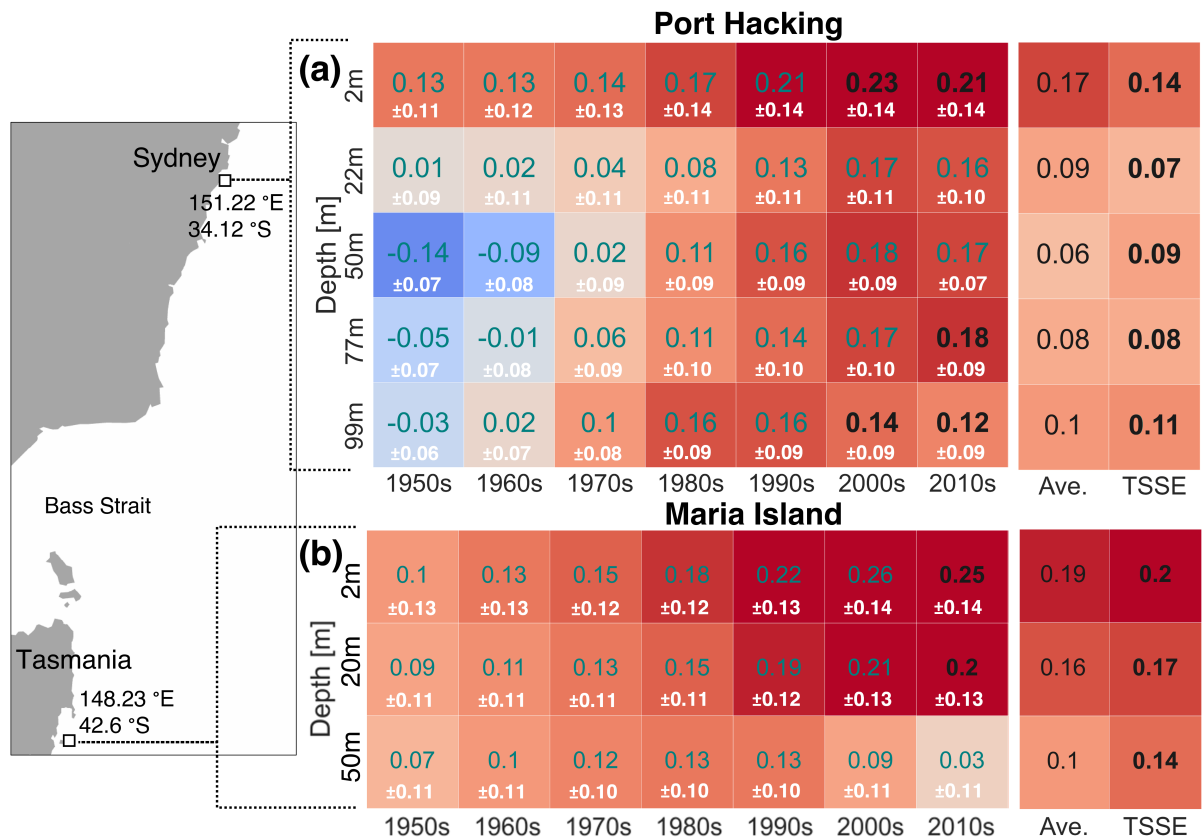 Port Hacking
(a)
Depth [m]
2m 0.13 0.13 0.14 0.17 0.21 0.23 0.21 0.17 0.14
±0.11 ±0.12 ±0.13 ±0.14 ±0.14 ±0.14 ±0.14
22m 0.01 0.02 0.04 0.08 0.13 0.17 0.16 0.09 0.07
±0.09 ±0.11 ±0.11 ±0.11 ±0.11 ±0.11 ±0.10
50m -0.14 -0.09 0.02 0.11 0.16 0.18 0.17 0.06 0.09
±0.07 ±0.08 ±0.09 ±0.09 ±0.09 ±0.09 ±0.07
77m -0.05 -0.01 0.06 0.11 0.14 0.17 0.18 0.08 0.08
±0.07 ±0.08 ±0.09 ±0.10 ±0.10 ±0.10 ±0.09
99m -0.03 0.02 0.1 0.16 0.16 0.14 0.12 0.1 0.11
±0.06 ±0.07 ±0.08 ±0.09 ±0.09 ±0.09 ±0.09
1950s 1960s 1970s 1980s 1990s 2000s 2010s Ave. TSSE
Sydney
151.22 °E
34.12 °S
Bass Strait
Tasmania
148.23 °E
42.6 °S
Maria Island
(b)
Depth [m]
2m 0.1 0.13 0.15 0.18 0.22 0.26 0.25 0.19 0.2
±0.13 ±0.13 ±0.12 ±0.12 ±0.13 ±0.14 ±0.14
20m 0.09 0.11 0.13 0.15 0.19 0.21 0.2 0.16 0.17
±0.11 ±0.11 ±0.11 ±0.11 ±0.12 ±0.13 ±0.13
50m 0.07 0.1 0.12 0.13 0.13 0.09 0.03 0.1 0.14
±0.11 ±0.11 ±0.10 ±0.10 ±0.10 ±0.11 ±0.11
1950s 1960s 1970s 1980s 1990s 2000s 2010s Ave. TSSE